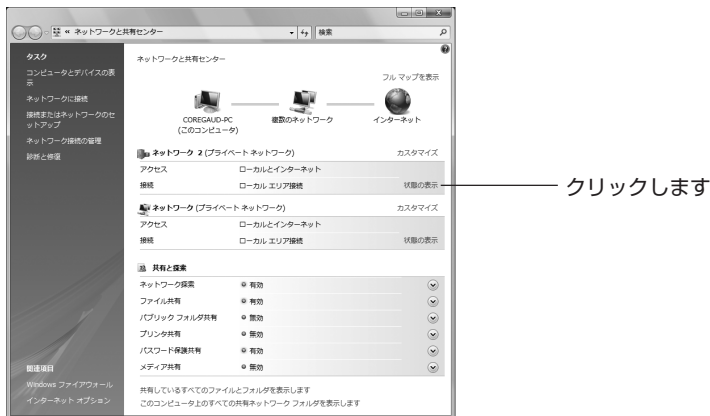 « ネットワークと共有センター
検索
タスク
コンピュータとデバイスの表
示
ネットワークに接続
接続またはネットワークのセ
ットアップ
ネットワーク接続の管理
診断と修復
関連項目
Windows ファイアウォール
インターネット オプション
ネットワークと共有センター
フル マップを表示
COREGAUD-PC
(このコンピュータ)
複数のネットワーク
インターネット
ネットワーク 2 (プライベート ネットワーク) カスタマイズ
アクセス ローカルとインターネット
接続 ローカル エリア接続 状態の表示
クリックします
ネットワーク (プライベート ネットワーク) カスタマイズ
アクセス ローカルとインターネット
接続 ローカル エリア接続 状態の表示
共有と探索
ネットワーク探索 有効
ファイル共有 有効
パブリック フォルダ共有 無効
プリンタ共有 無効
パスワード保護共有 有効
メディア共有 無効
共有しているすべてのファイルとフォルダを表示します
このコンピュータ上のすべての共有ネットワーク フォルダを表示します